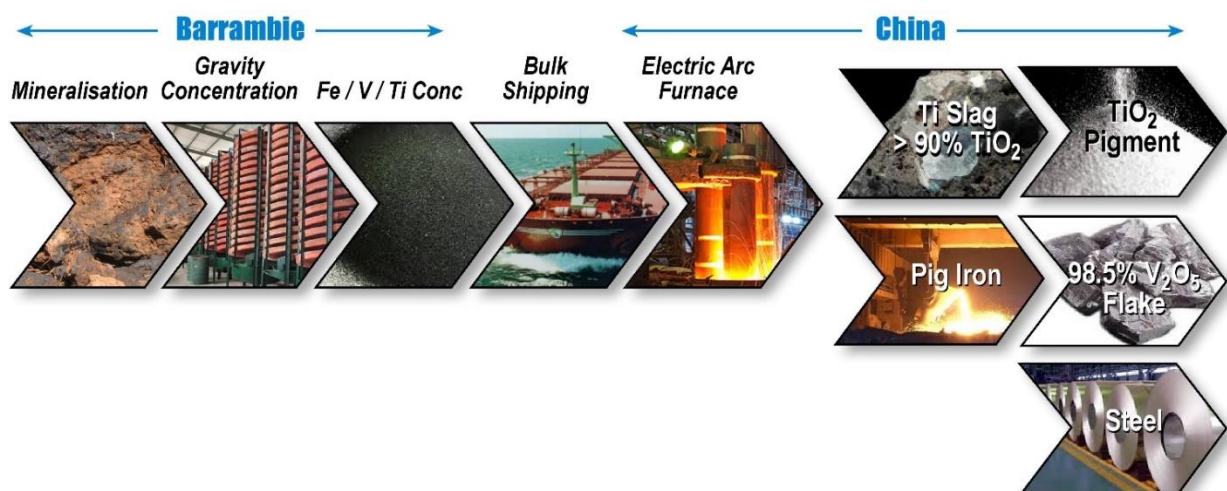 Barrambie
China
Mineralisation
Gravity
Concentration
Fe / V / Ti Conc
Bulk
Shipping
Electric Arc
Furnace
Ti Slag
> 90% TiO₂
TiO₂
Pigment
Pig Iron
98.5% V₂O₅
Flake
Steel